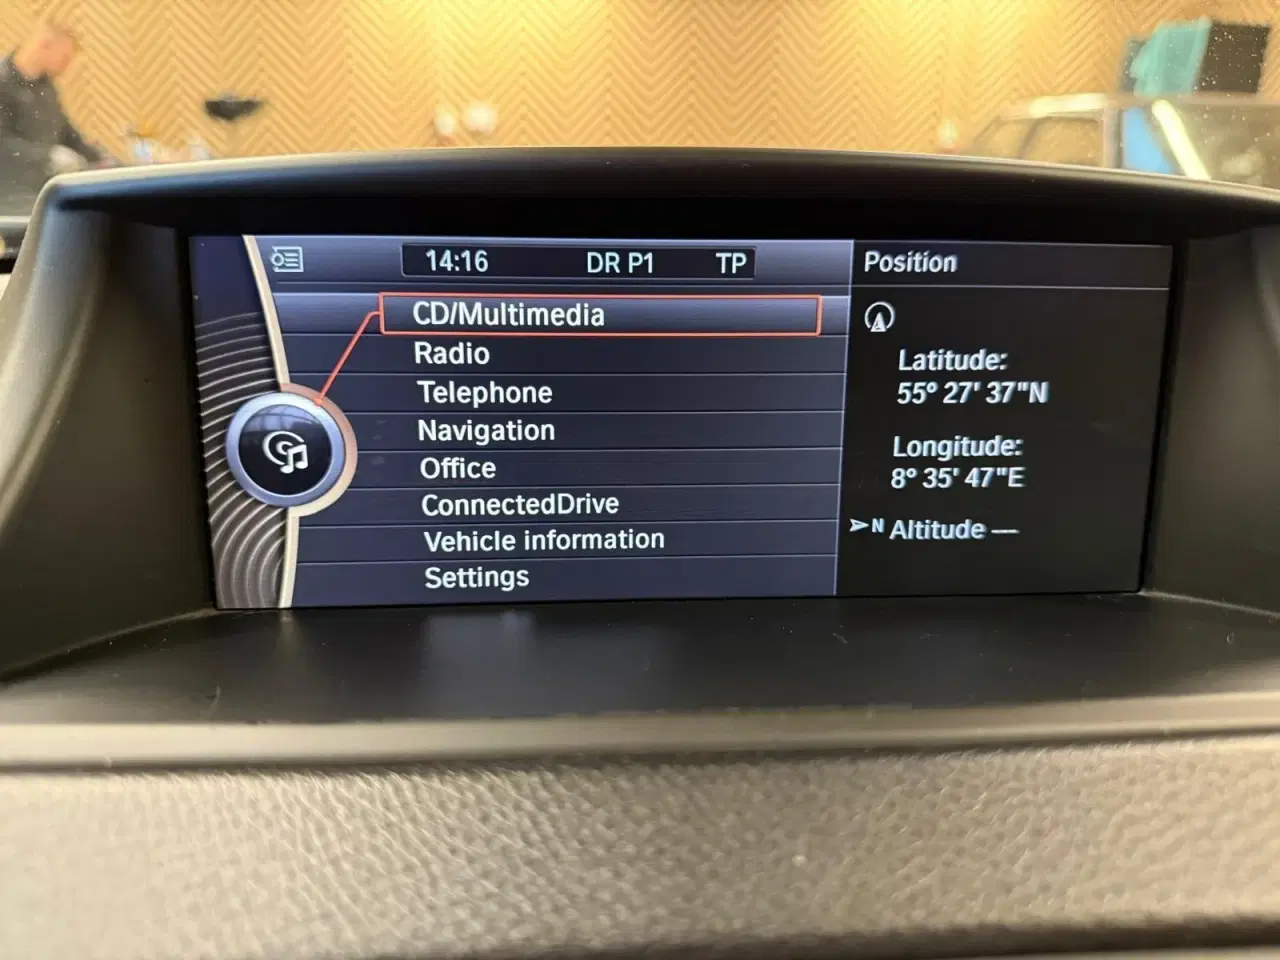 14:16 DR P1 TP
CD/Multimedia
Radio
Telephone
Navigation
Office
ConnectedDrive
Vehicle information
Settings
Position
Latitude:
55° 27' 37"N
Longitude:
8° 35' 47"E
N Altitude ---